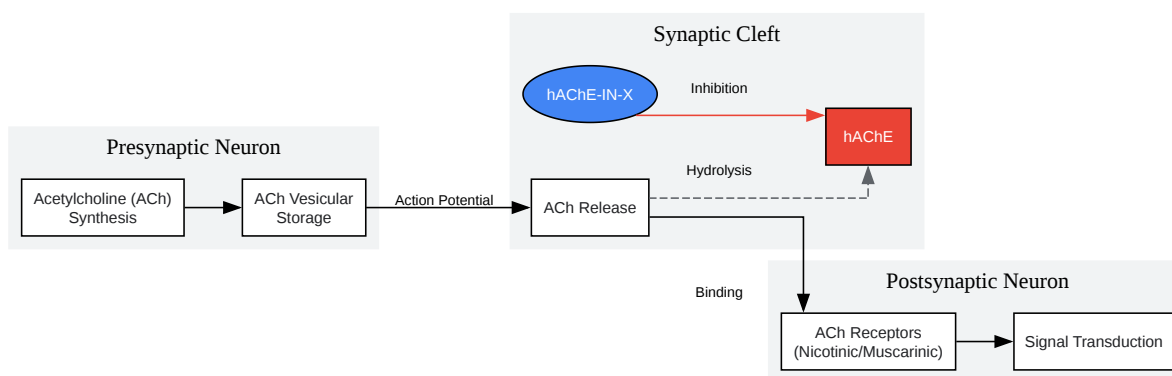 Synaptic Cleft
hAChE-IN-X
Inhibition
hAChE
Presynaptic Neuron
Hydrolysis
Acetylcholine (ACh)
Synthesis
ACh Vesicular
Storage
Action Potential
ACh Release
Postsynaptic Neuron
Binding
ACh Receptors
(Nicotinic/Muscarinic)
Signal Transduction